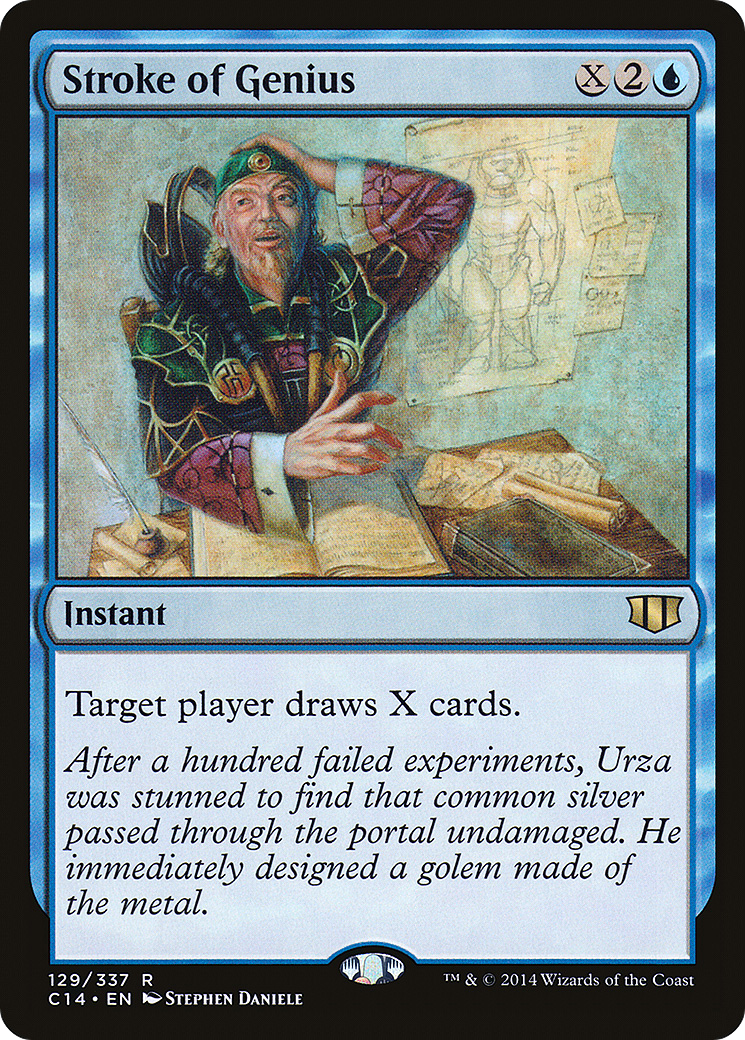 Stroke of Genius X2
Instant
Target player draws X cards.
After a hundred failed experiments, Urza
was stunned to find that common silver
passed through the portal undamaged. He
immediately designed a golem made of
the metal.
129/337 R
C14 • EN Stephen Daniele
™ & © 2014 Wizards of the Coast